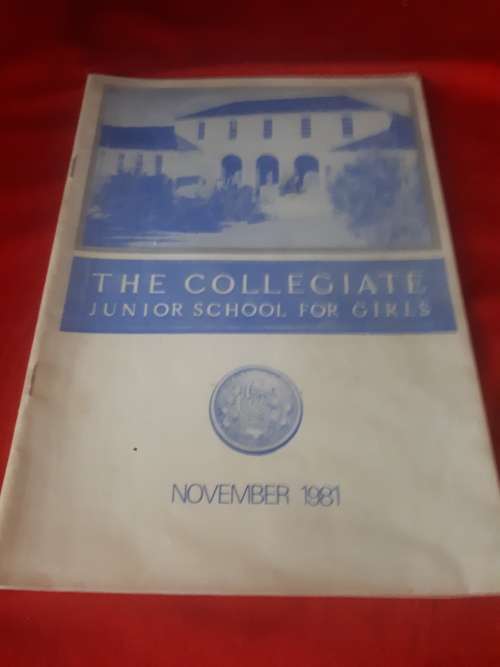 THE COLLEGIATE
JUNIOR SCHOOL FOR GIRLS
NOVEMBER 1981